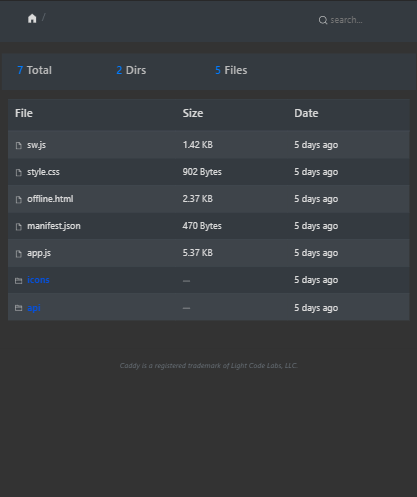 / search...
7 Total 2 Dirs 5 Files
File Size Date
sw.js 1.42 KB 5 days ago
style.css 902 Bytes 5 days ago
offline.html 2.37 KB 5 days ago
manifest.json 470 Bytes 5 days ago
app.js 5.37 KB 5 days ago
— 5 days ago
— 5 days ago
Caddy is a registered trademark of Light Code Labs, LLC.